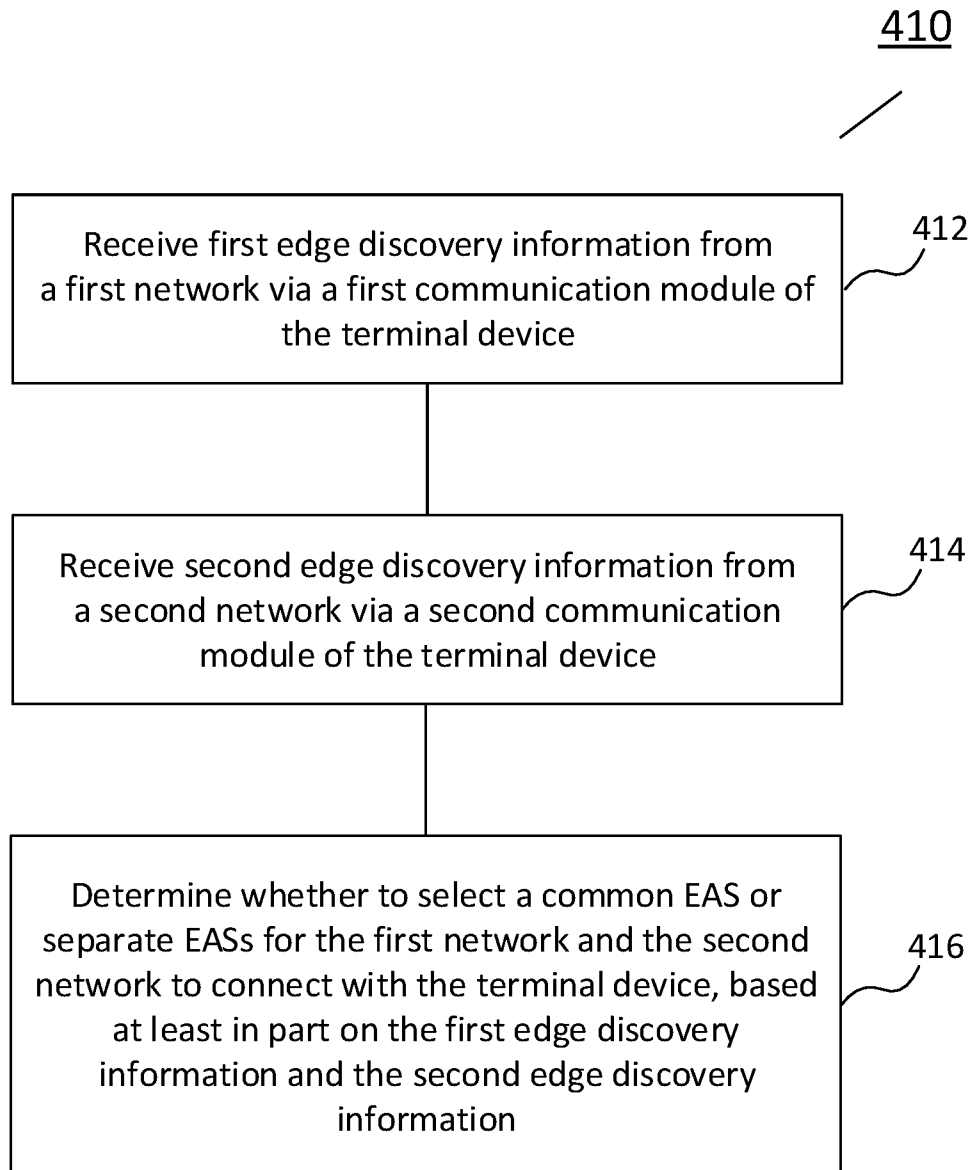 410
Receive first edge discovery information from
a first network via a first communication module of
the terminal device
412
Receive second edge discovery information from
a second network via a second communication
module of the terminal device
414
Determine whether to select a common EAS or
separate EASs for the first network and the second
network to connect with the terminal device, based
at least in part on the first edge discovery
information and the second edge discovery
information
416